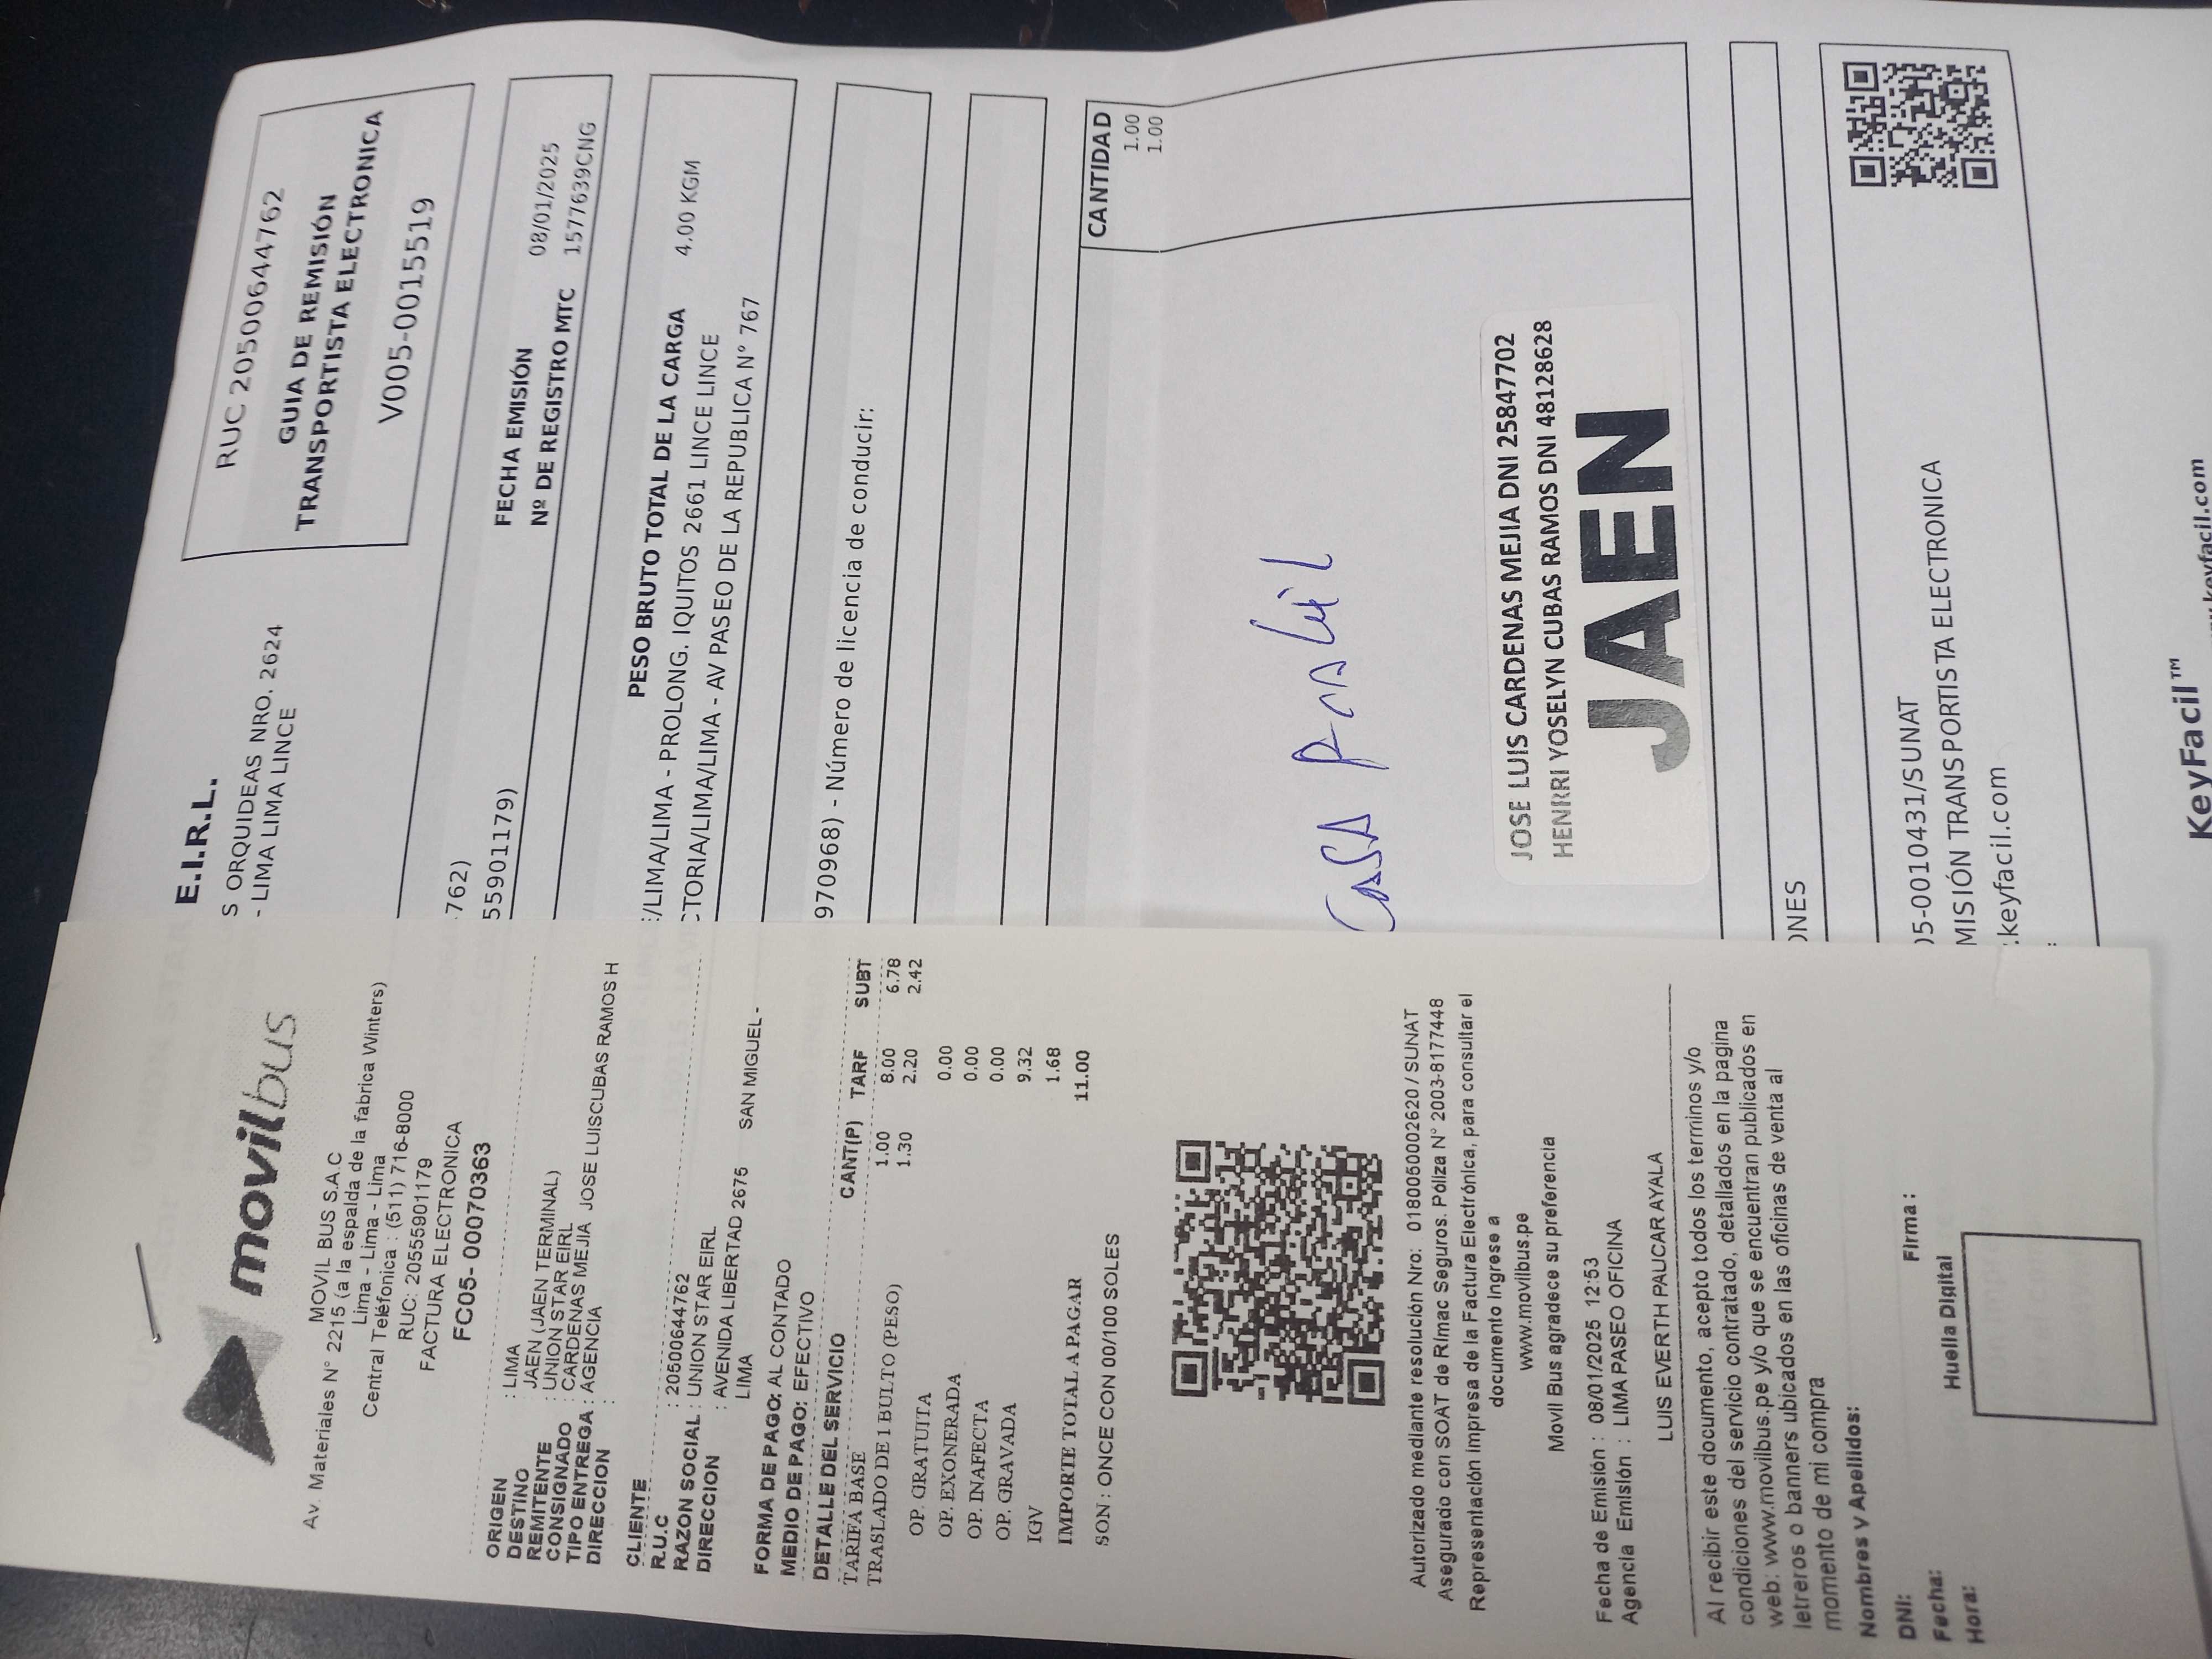 movilbus
MOVIL BUS S.A.C
Av. Materiales N° 2215 (a la espalda de la fabrica Winters)
Lima - Lima - Lima
Central Telefonica : (511) 716-8000
RUC: 20555901179
FACTURA ELECTRONICA
FC05- 00070363
ORIGEN : LIMA
DESTINO JAEN (JAEN TERMINAL)
REMITENTE : UNION STAR EIRL
CONSIGNADO : CARDENAS MEJIA JOSE LUISCUBAS RAMOS H
TIPO ENTREGA : AGENCIA
DIRECCION :
CLIENTE
R.U.C : 20500644762
RAZON SOCIAL : UNION STAR EIRL
DIRECCION : AVENIDA LIBERTAD 2675 SAN MIGUEL -
LIMA
FORMA DE PAGO: AL CONTADO
MEDIO DE PAGO: EFECTIVO
DETALLE DEL SERVICIO CANT(P) TARF SUBT
TARIFA BASE 1.00 8.00 6.78
TRASLADO DE 1 BULTO (PESO) 1.30 2.20 2.42
OP. GRATUTA 0.00
OP. EXONERADA 0.00
OP. INAFECTA 0.00
OP. GRAVADA 9.32
IGV 1.68
IMPORTE TOTAL A PAGAR 11.00
SON : ONCE CON 00/100 SOLES
Autorizado mediante resolución Nro: 0180050002620 / SUNAT
Asegurado con SOAT de Rimac Seguros. Póliza N° 2003-8177448
Representación impresa de la Factura Electrónica, para consultar el
documento ingrese a
www.movilbus.pe
Movil Bus agradece su preferencia
Fecha de Emisión : 08/01/2025 12:53
Agencia Emisión : LIMA PASEO OFICINA
LUIS EVERTH PAUCAR AYALA
Al recibir este documento, acepto todos los terminos y/o
condiciones del servicio contratado, detallados en la pagina
web: www.movilbus.pe y/o que se encuentran publicados en
letreros o banners ubicados en las oficinas de venta al
momento de mi compra
Nombres y Apellidos:
DNI: Firma :
Fecha: Huella Digital
Hora:
E.I.R.L.
S ORQUIDEAS NRO. 2624
- LIMA LIMA LINCE
RUC 20500644762
GUIA DE REMISIÓN
TRANSPORTISTA ELECTRONICA
V005-0015519
762)
55901179)
FECHA EMISIÓN 08/01/2025
Nº DE REGISTRO MTC 1577639CNG
PESO BRUTO TOTAL DE LA CARGA 4.00 KGM
/LIMA/LIMA - PROLONG. IQUITOS 2661 LINCE LINCE
CTORIA/LIMA/LIMA - AV PASEO DE LA REPUBLICA N° 767
970968) - Número de licencia de conducir:
CANTIDAD
1.00
1.00
JOSE LUIS CARDENAS MEJIA DNI 25847702
HENRRI YOSELYN CUBAS RAMOS DNI 48128628
JAEN
ONES
05-00010431/SUNAT
MISIÓN TRANSPORTISTA ELECTRONICA
.keyfacil.com
:
KeyFacil™
.keyfacil.com